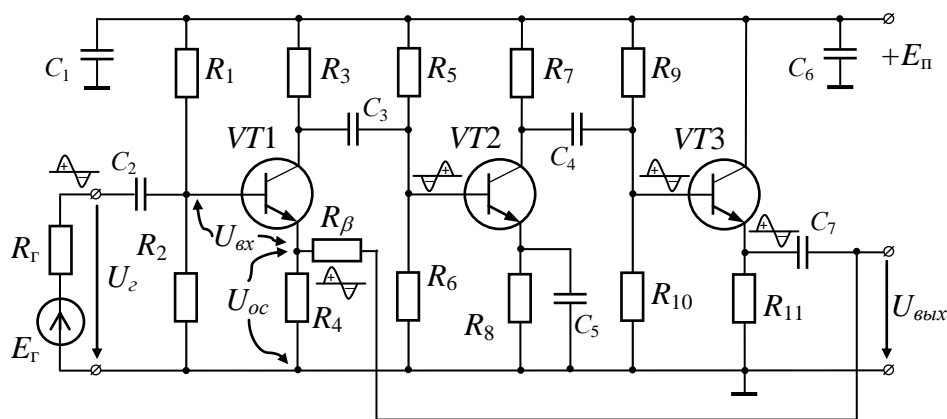 C₁
R₁
R₃
R₅
R₇
R₉
C₆
+Eп
C₃
C₄
VT1
VT2
VT3
+ −
C₂
− +
+ −
+ −
C₇
Rг
R₂
Uвх
Rβ
Uг
Uос
+ −
R₄
R₆
R₈
C₅
R₁₀
R₁₁
Uвых
Eг